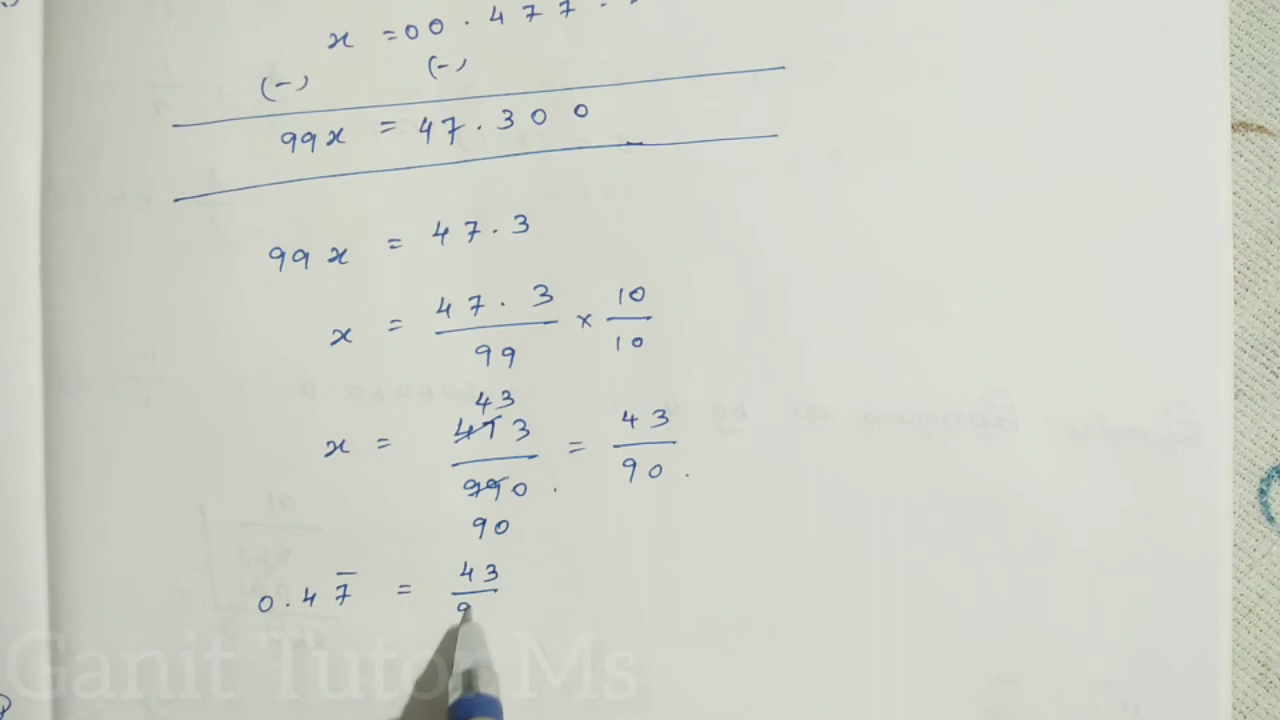 x = 00.477.
(-) (-)
99x = 47.300
99x = 47.3
x = 47.3/99 × 10/10
43
x = 473/990. = 43/90.
90
0.47̅ = 43/9
Ganit Tutor Ms